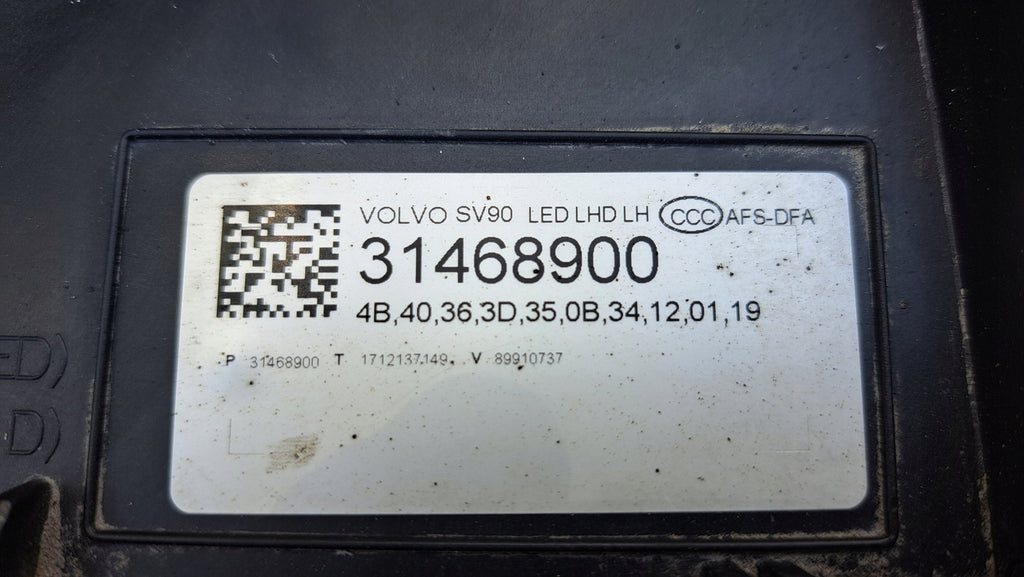 VOLVO SV90 LED LHD LH CCC AFS-DFA
31468900
4B,40,36,3D,35,0B,34,12,01,19
P 31468900 T 1712137149 V 89910737
ED)
D)